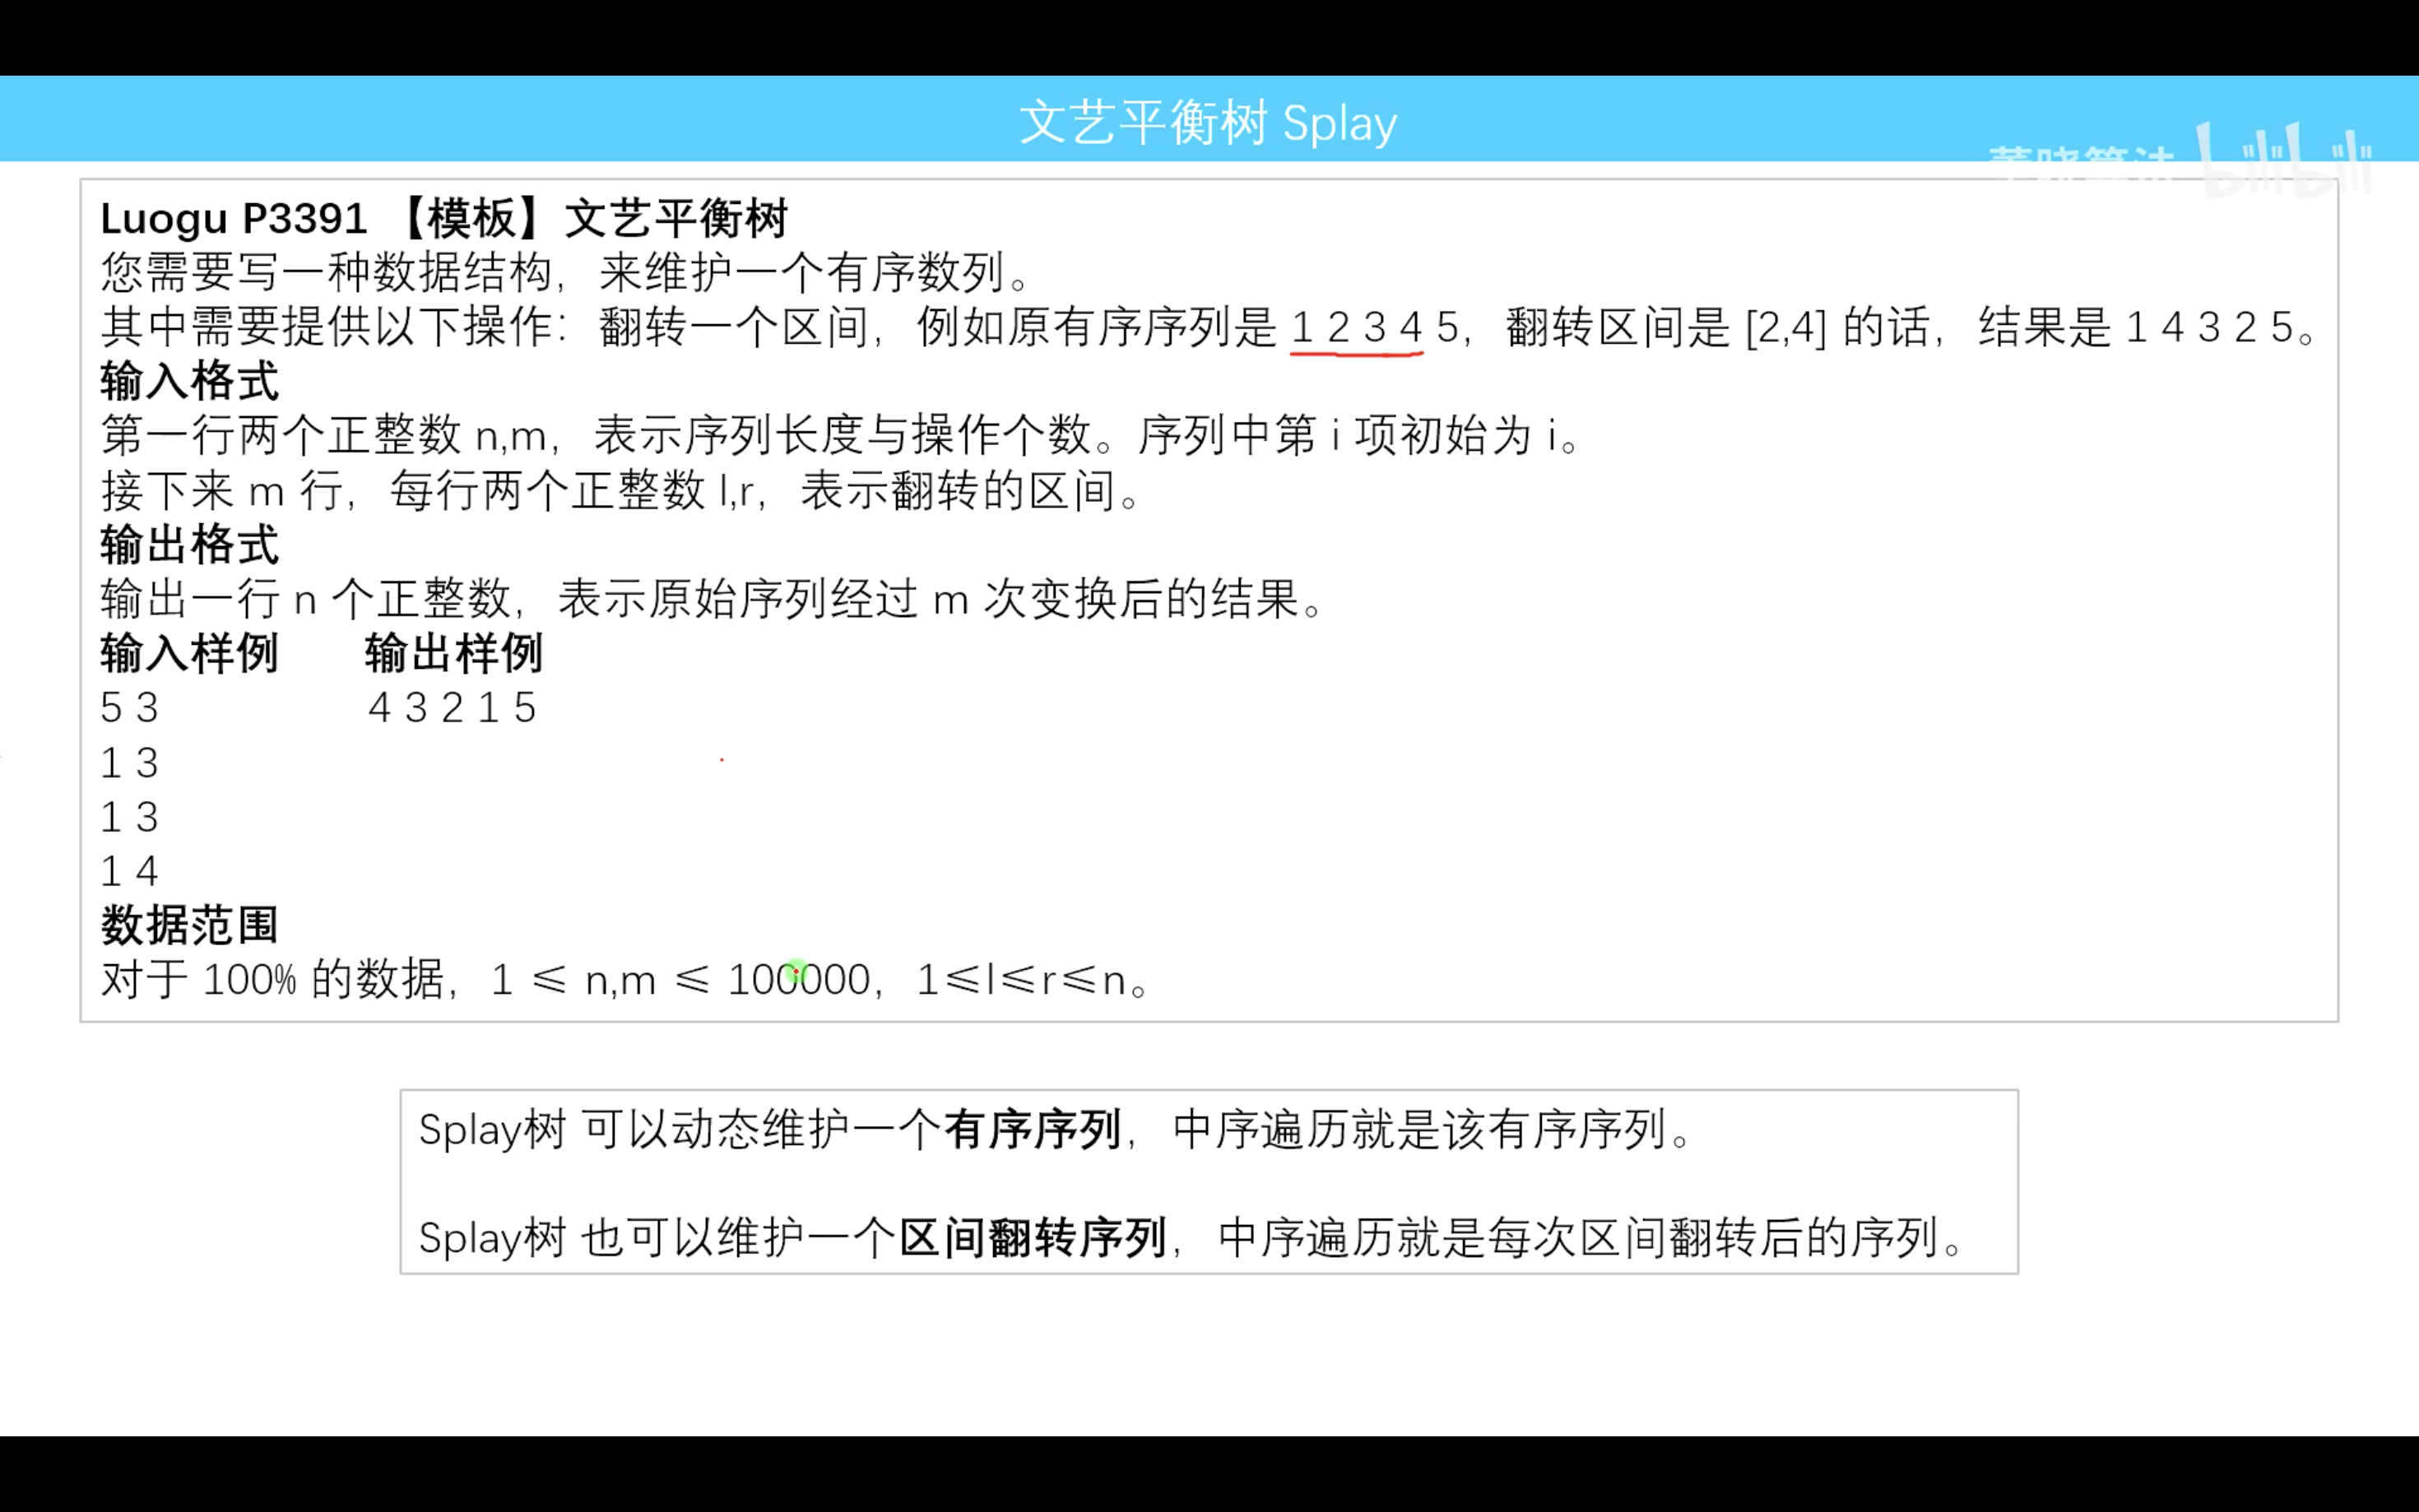 文艺平衡树 Splay
bilibili
Luogu P3391 【模板】文艺平衡树
您需要写一种数据结构，来维护一个有序数列。
其中需要提供以下操作：翻转一个区间，例如原有序序列是 1 2 3 4 5，翻转区间是 [2,4] 的话，结果是 1 4 3 2 5。
输入格式
第一行两个正整数 n,m，表示序列长度与操作个数。序列中第 i 项初始为 i。
接下来 m 行，每行两个正整数 l,r，表示翻转的区间。
输出格式
输出一行 n 个正整数，表示原始序列经过 m 次变换后的结果。
输入样例 输出样例
5 3 4 3 2 1 5
1 3
1 3
1 4
数据范围
对于 100% 的数据，1 ≤ n,m ≤ 100000，1≤l≤r≤n。
Splay树 可以动态维护一个有序序列，中序遍历就是该有序序列。
Splay树 也可以维护一个区间翻转序列，中序遍历就是每次区间翻转后的序列。